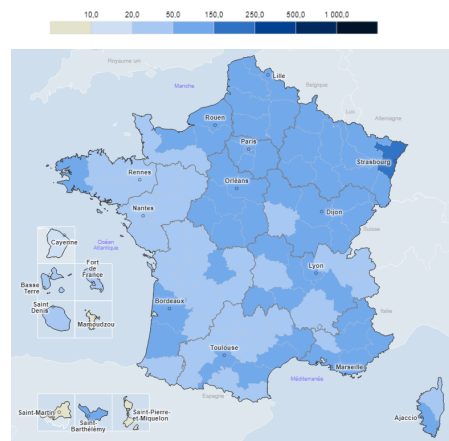 10,0 20,0 50,0 150,0 250,0 500,0 1 000,0
Royaume uni
Lille
Manche
Belgique
Rouen
Allemagne
Paris
Strasbourg
Rennes
Orléans
Nantes
Dijon
Suisse
Cayenne
Océan
Atlantique
Fort
de
France
Basse
Terre
Lyon
Saint
Denis
Mamoudzou
Bordeaux
Italie
Toulouse
Marseille
Méditerranée
Espagne
Ajaccio
Saint-Martin
Saint-
Barthélémy
Saint-Pierre-
et-Miquelon